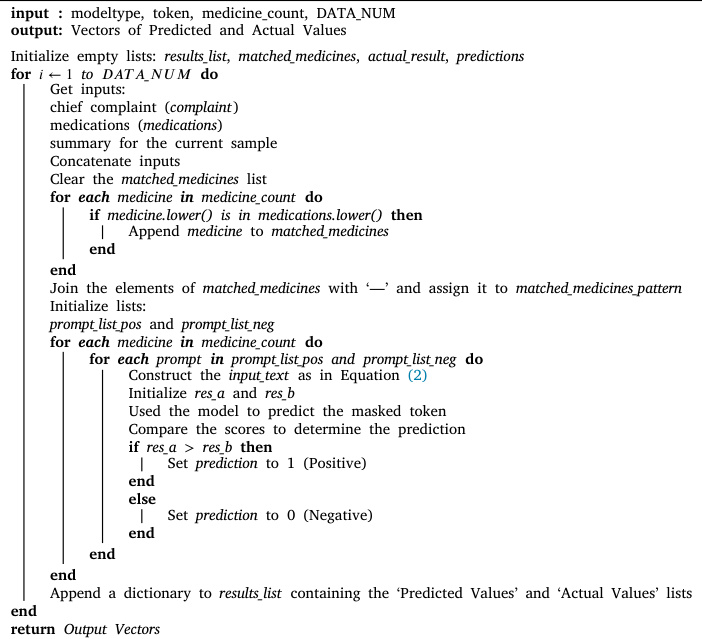 input : modeltype, token, medicine_count, DATA_NUM
output: Vectors of Predicted and Actual Values
Initialize empty lists: results_list, matched_medicines, actual_result, predictions
for i ← 1 to DATA_NUM do
Get inputs:
chief complaint (complaint)
medications (medications)
summary for the current sample
Concatenate inputs
Clear the matched_medicines list
for each medicine in medicine_count do
if medicine.lower() is in medications.lower() then
Append medicine to matched_medicines
end
end
Join the elements of matched_medicines with ‘—’ and assign it to matched_medicines_pattern
Initialize lists:
prompt_list_pos and prompt_list_neg
for each medicine in medicine_count do
for each prompt in prompt_list_pos and prompt_list_neg do
Construct the input_text as in Equation (2)
Initialize res_a and res_b
Used the model to predict the masked token
Compare the scores to determine the prediction
if res_a > res_b then
Set prediction to 1 (Positive)
end
else
Set prediction to 0 (Negative)
end
end
end
Append a dictionary to results_list containing the ‘Predicted Values’ and ‘Actual Values’ lists
end
return Output Vectors